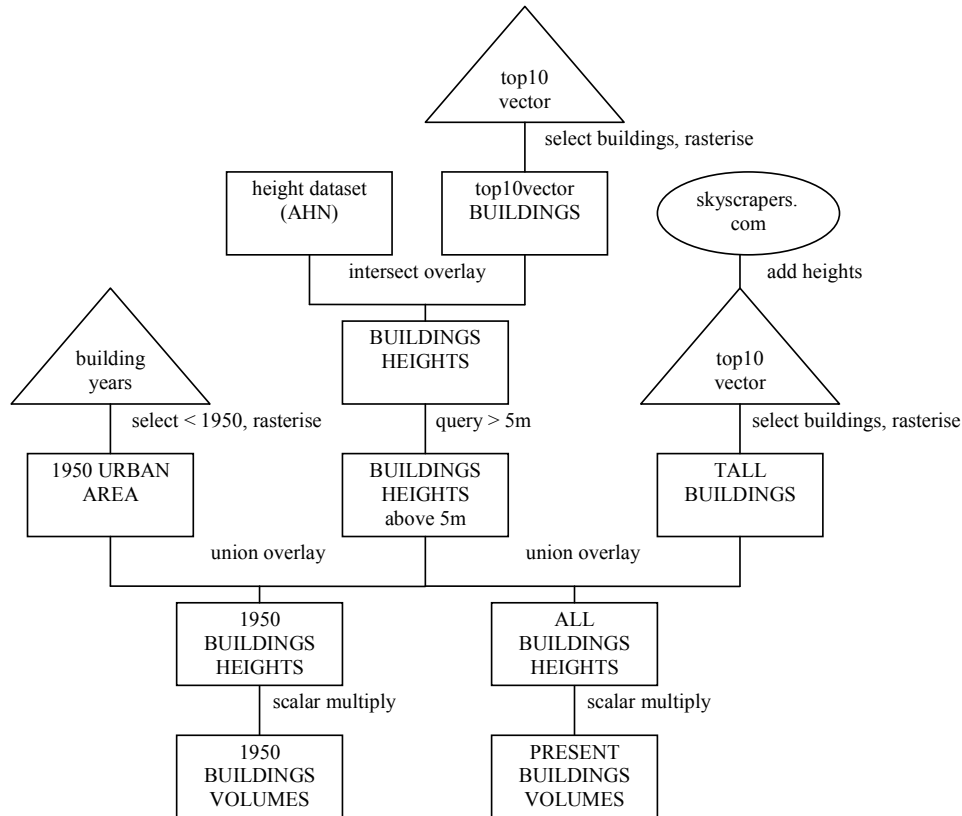 top10
vector
select buildings, rasterise
height dataset
(AHN)
top10vector
BUILDINGS
skyscrapers.
com
intersect overlay
add heights
building
years
BUILDINGS
HEIGHTS
top10
vector
select < 1950, rasterise
query > 5m
select buildings, rasterise
1950 URBAN
AREA
BUILDINGS
HEIGHTS
above 5m
TALL
BUILDINGS
union overlay
union overlay
1950
BUILDINGS
HEIGHTS
ALL
BUILDINGS
HEIGHTS
scalar multiply
scalar multiply
1950
BUILDINGS
VOLUMES
PRESENT
BUILDINGS
VOLUMES